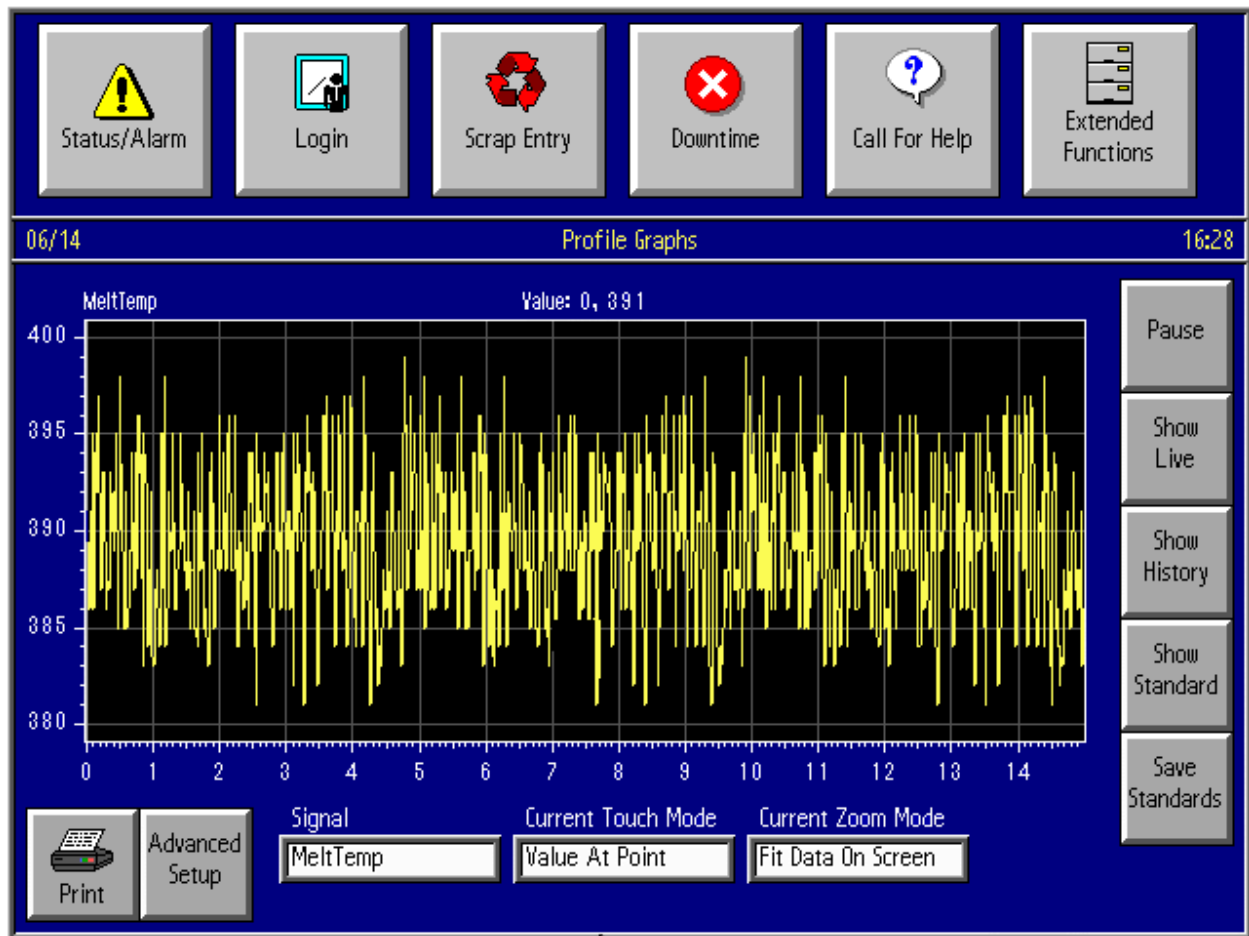 Status/Alarm
Login
Scrap Entry
Downtime
Call For Help
Extended
Functions
06/14
Profile Graphs
16:28
MeltTemp
Value: 0, 391
400
395
390
385
380
0 1 2 3 4 5 6 7 8 9 10 11 12 13 14
Pause
Show
Live
Show
History
Show
Standard
Save
Standards
Print
Advanced
Setup
Signal
MeltTemp
Current Touch Mode
Value At Point
Current Zoom Mode
Fit Data On Screen